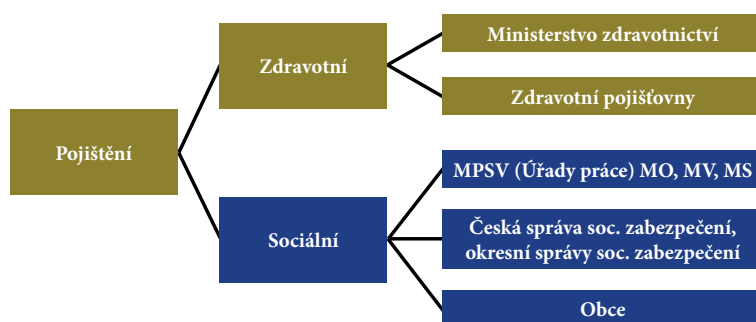 Pojištění
Zdravotní
Ministerstvo zdravotnictví
Zdravotní pojišťovny
Sociální
MPSV (Úřady práce) MO, MV, MS
Česká správa soc. zabezpečení,
okresní správy soc. zabezpečení
Obce